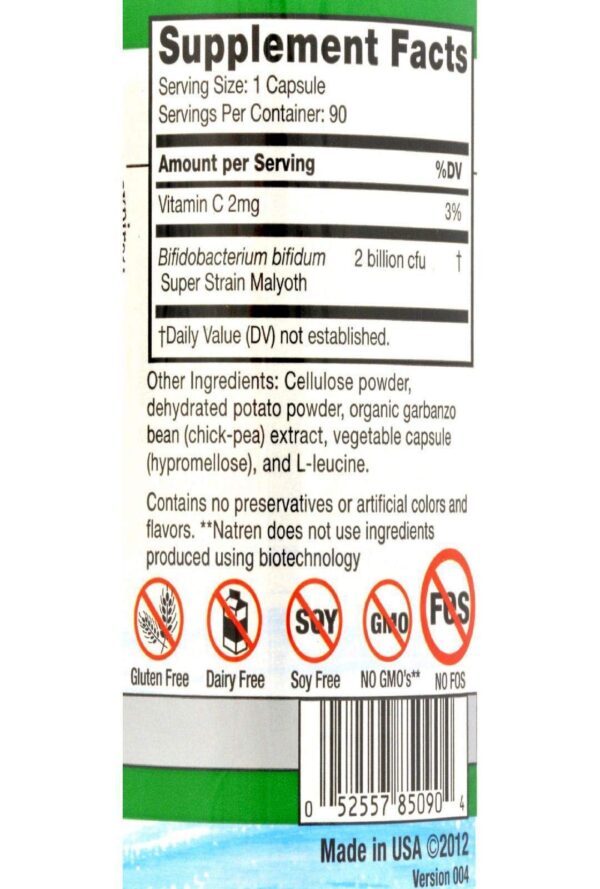 Supplement Facts
Serving Size: 1 Capsule
Servings Per Container: 90
Amount per Serving %DV
Vitamin C 2mg 3%
Bifidobacterium bifidum 2 billion cfu †
Super Strain Malyoth
†Daily Value (DV) not established.
Other Ingredients: Cellulose powder,
dehydrated potato powder, organic garbanzo
bean (chick-pea) extract, vegetable capsule
(hypromellose), and L-leucine.
Contains no preservatives or artificial colors and
flavors. **Natren does not use ingredients
produced using biotechnology
SOY GMO FOS
Gluten Free Dairy Free Soy Free NO GMO's** NO FOS
0 52557 85090 4
Made in USA ©2012
Version 004